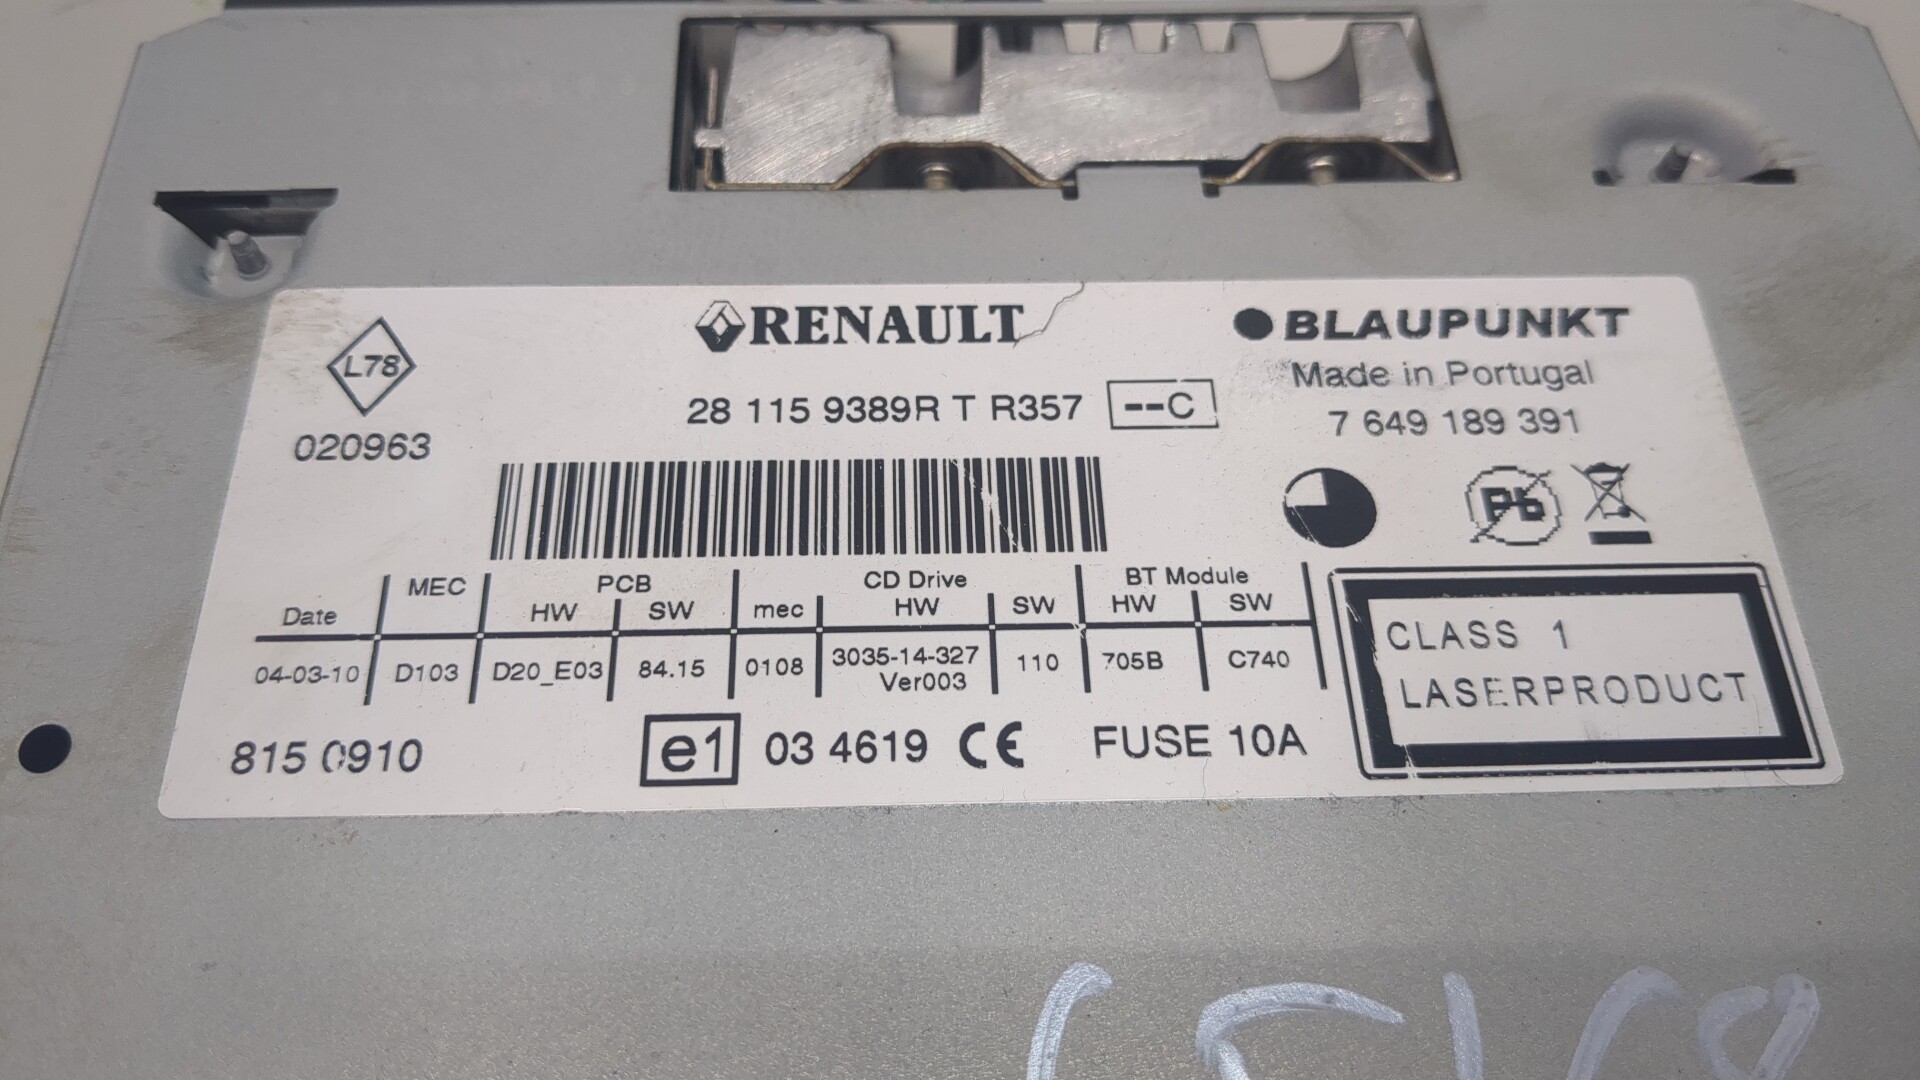 RENAULT
BLAUPUNKT
L78
Made in Portugal
28 115 9389R T R357 --C
7 649 189 391
020963
Pb
MEC PCB CD Drive BT Module
Date HW SW mec HW SW HW SW
04-03-10 D103 D20_E03 84.15 0108 3035-14-327 110 705B C740
Ver003
CLASS 1
LASERPRODUCT
815 0910 e1 03 4619 CE FUSE 10A